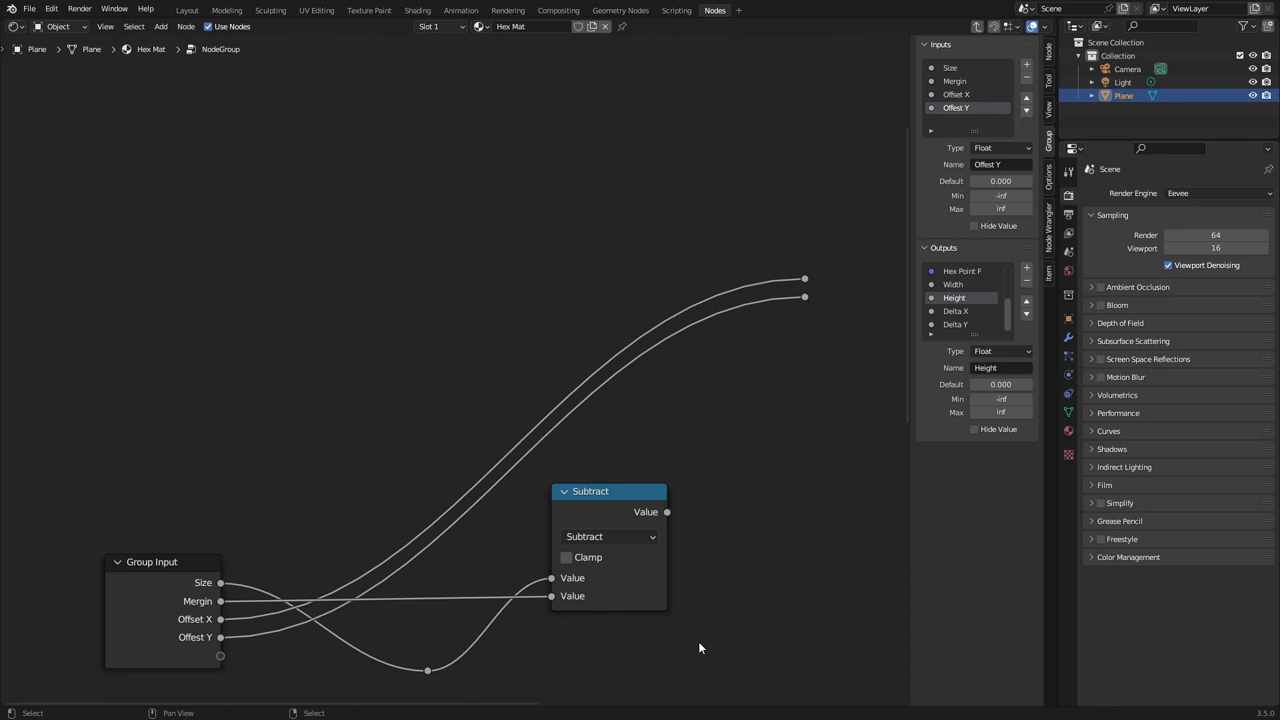 File Edit Render Window Help Layout Modeling Sculpting UV Editing Texture Paint Shading Animation Rendering Compositing Geometry Nodes Scripting Nodes + Scene ViewLayer
Object View Select Add Node Use Nodes Slot 1 Hex Mat
Plane Plane Hex Mat NodeGroup
Inputs
Size
Mergin
Offset X
Offest Y
Type Float
Name Offest Y
Default 0.000
Min -inf
Max inf
Hide Value
Outputs
Hex Point F
Width
Height
Delta X
Delta Y
Type Float
Name Height
Default 0.000
Min -inf
Max inf
Hide Value
Node
Tool
View
Group
Options
Node Wrangler
Item
Scene Collection
Collection
Camera
Light
Plane
Scene
Render Engine Eevee
Sampling
Render 64
Viewport 16
Viewport Denoising
Ambient Occlusion
Bloom
Depth of Field
Subsurface Scattering
Screen Space Reflections
Motion Blur
Volumetrics
Performance
Curves
Shadows
Indirect Lighting
Film
Simplify
Grease Pencil
Freestyle
Color Management
Subtract
Value
Subtract
Clamp
Value
Value
Group Input
Size
Mergin
Offset X
Offest Y
Select Pan View Select 3.5.0